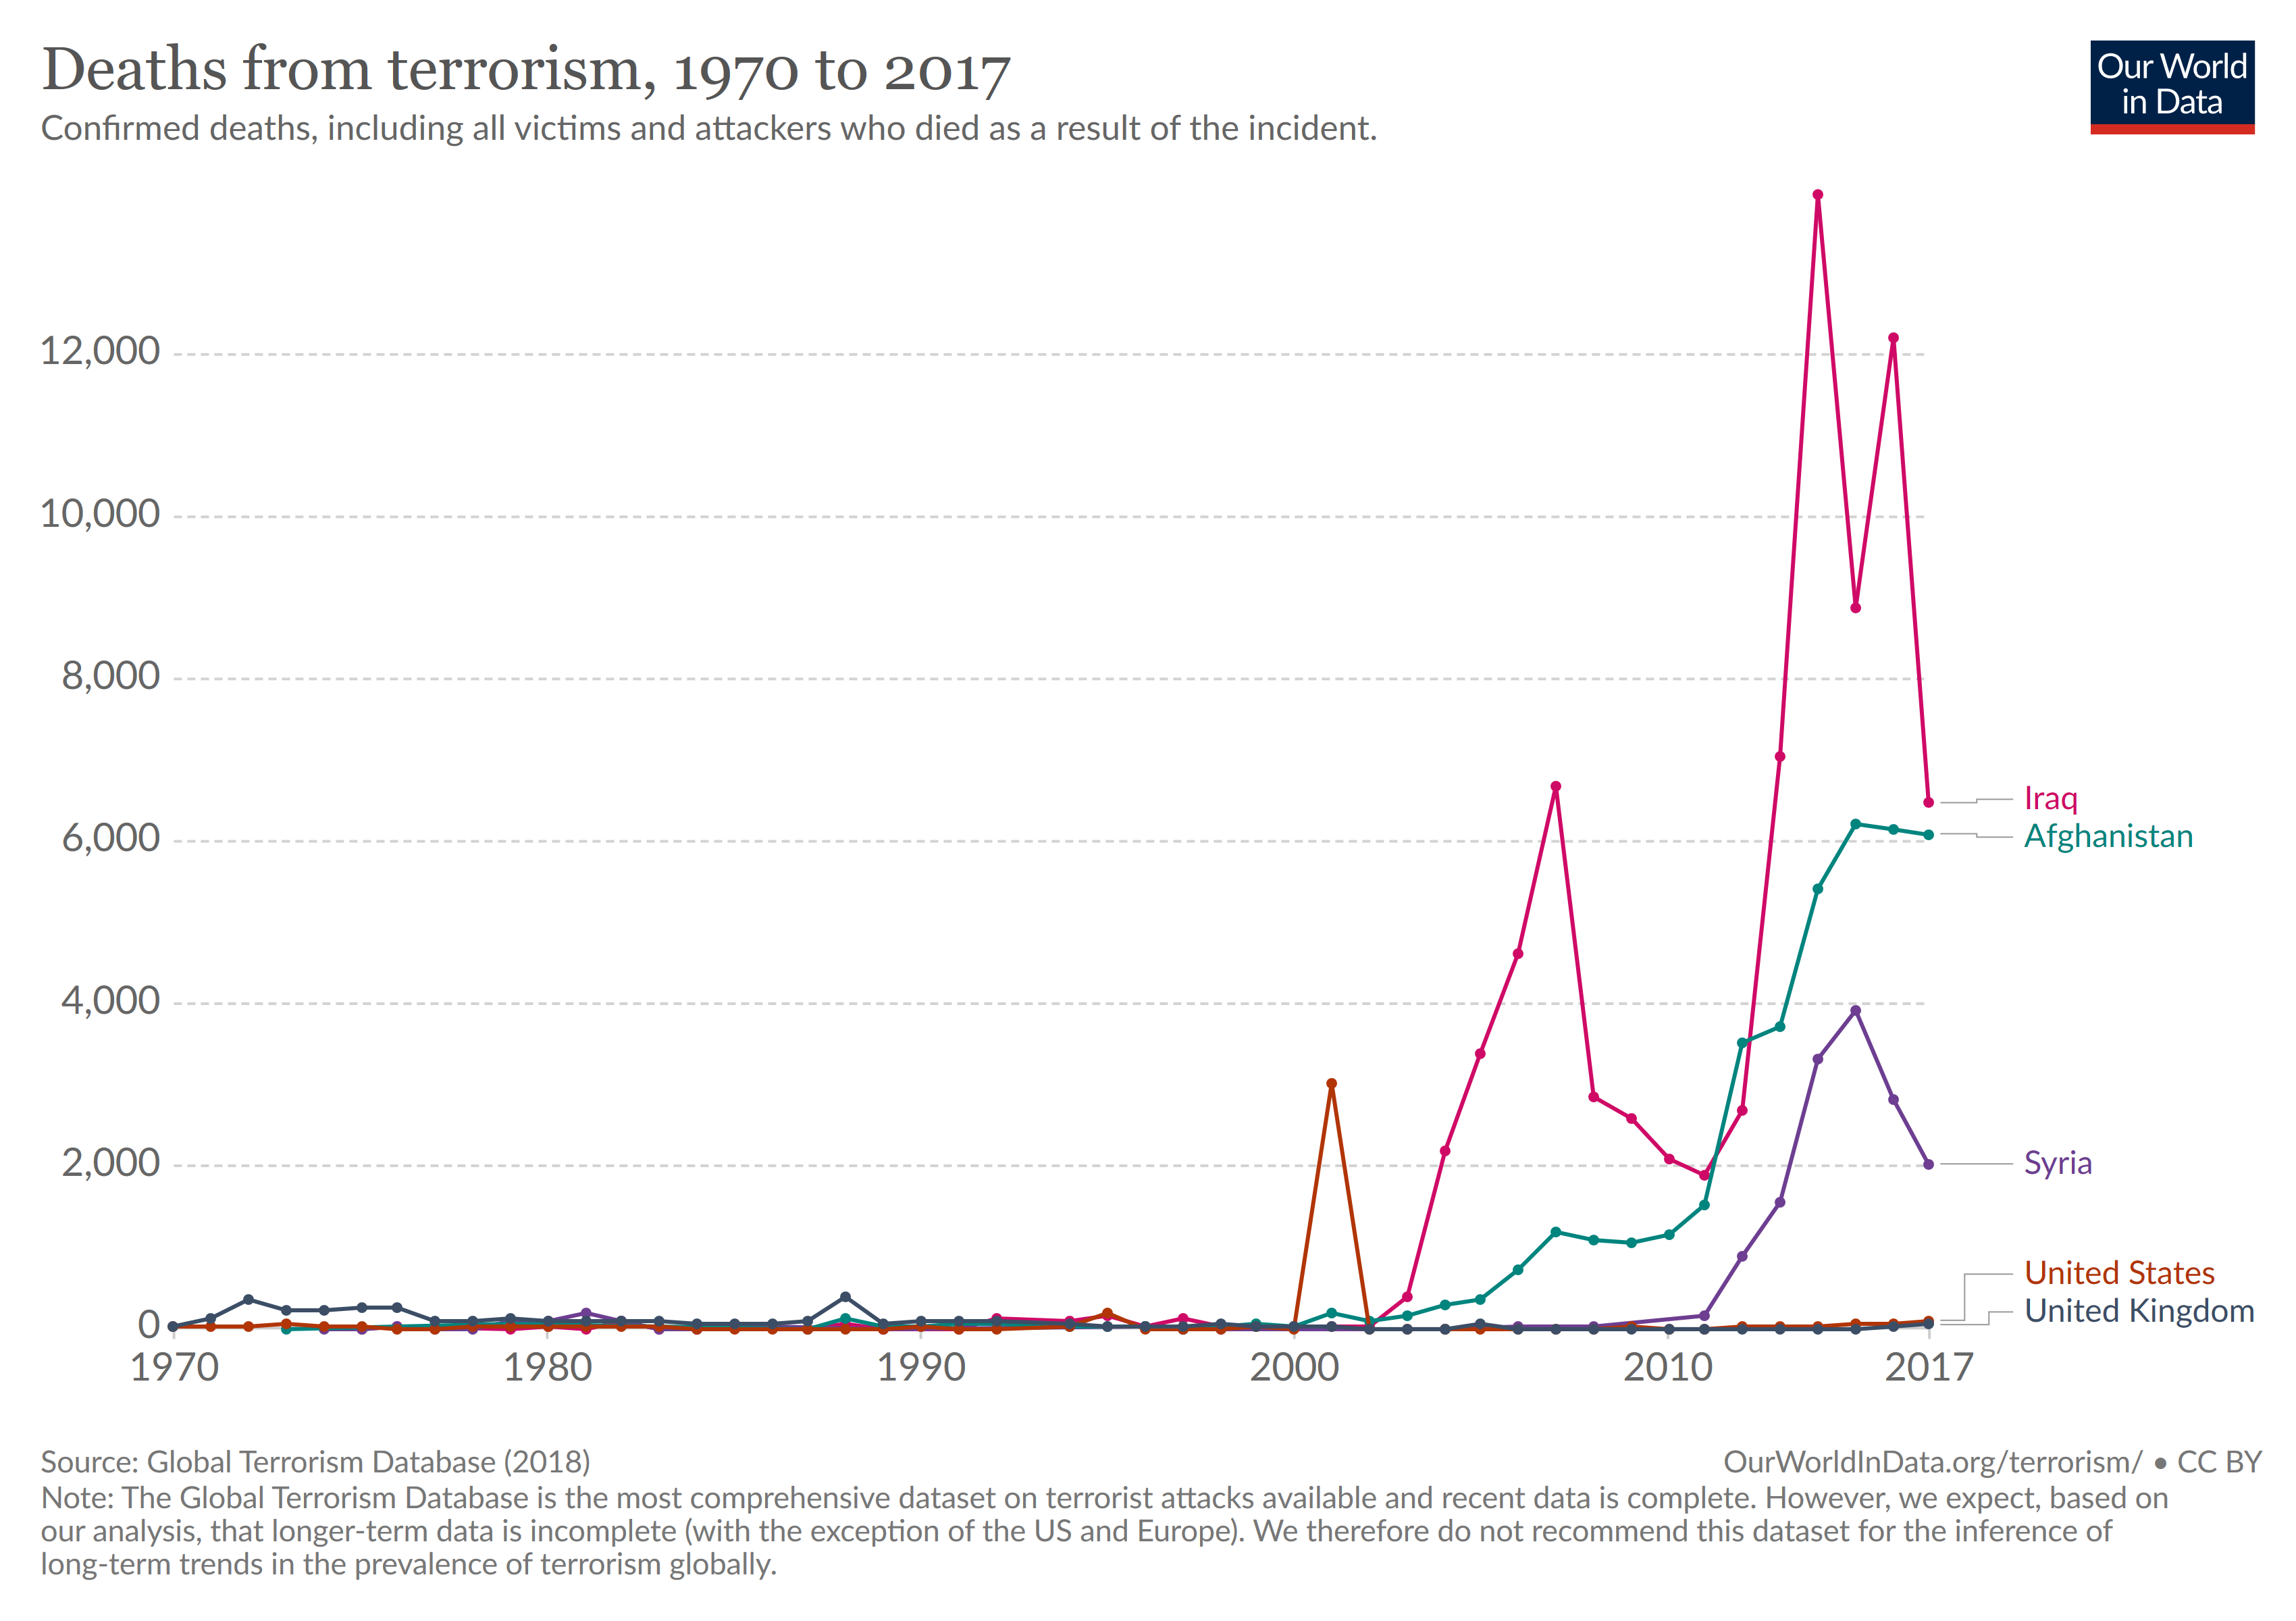 Deaths from terrorism, 1970 to 2017
Our World
in Data
Confirmed deaths, including all victims and attackers who died as a result of the incident.
12,000
10,000
8,000
6,000
4,000
2,000
0
Iraq
Afghanistan
Syria
United States
United Kingdom
1970
1980
1990
2000
2010
2017
Source: Global Terrorism Database (2018)
OurWorldInData.org/terrorism/ • CC BY
Note: The Global Terrorism Database is the most comprehensive dataset on terrorist attacks available and recent data is complete. However, we expect, based on
our analysis, that longer-term data is incomplete (with the exception of the US and Europe). We therefore do not recommend this dataset for the inference of
long-term trends in the prevalence of terrorism globally.